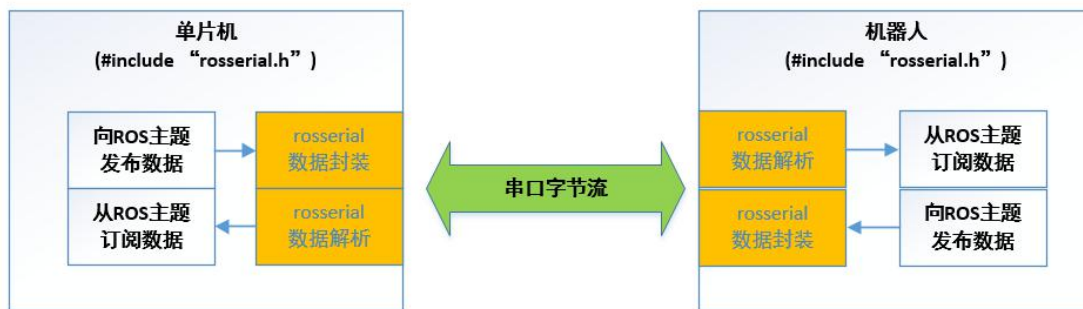 单片机
(#include “rosserial.h”)
向ROS主题
发布数据
rosserial
数据封装
从ROS主题
订阅数据
rosserial
数据解析
串口字节流
机器人
(#include “rosserial.h”)
rosserial
数据解析
从ROS主题
订阅数据
rosserial
数据封装
向ROS主题
发布数据